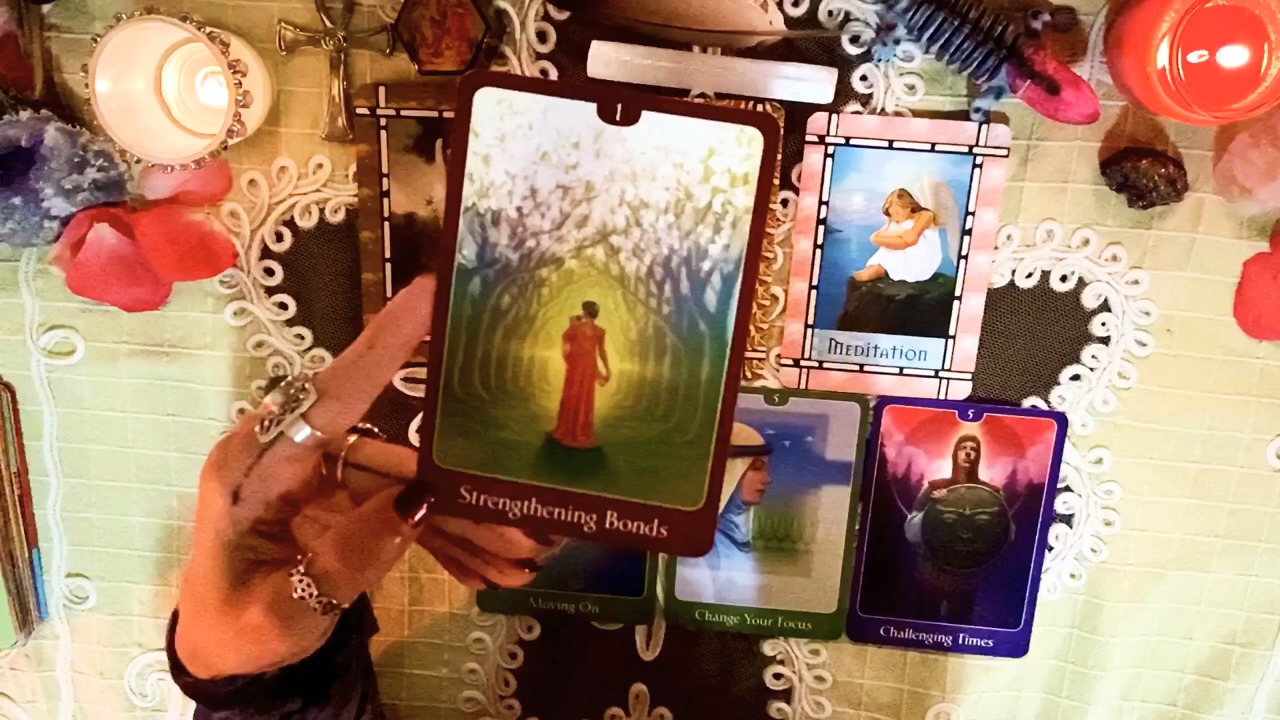 1
Strengthening Bonds
Meditation
Moving On
5
Change Your Focus
5
Challenging Times